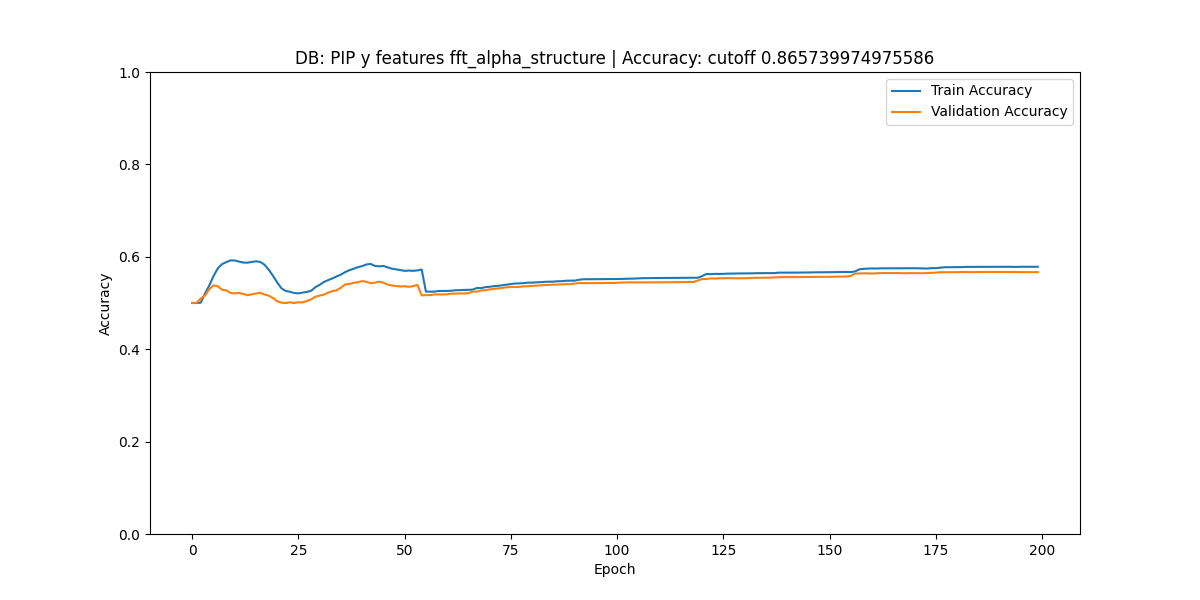 DB: PIP y features fft_alpha_structure | Accuracy: cutoff 0.865739974975586
Train Accuracy
Validation Accuracy
1.0
0.8
0.6
0.4
0.2
0.0
Accuracy
0 25 50 75 100 125 150 175 200
Epoch